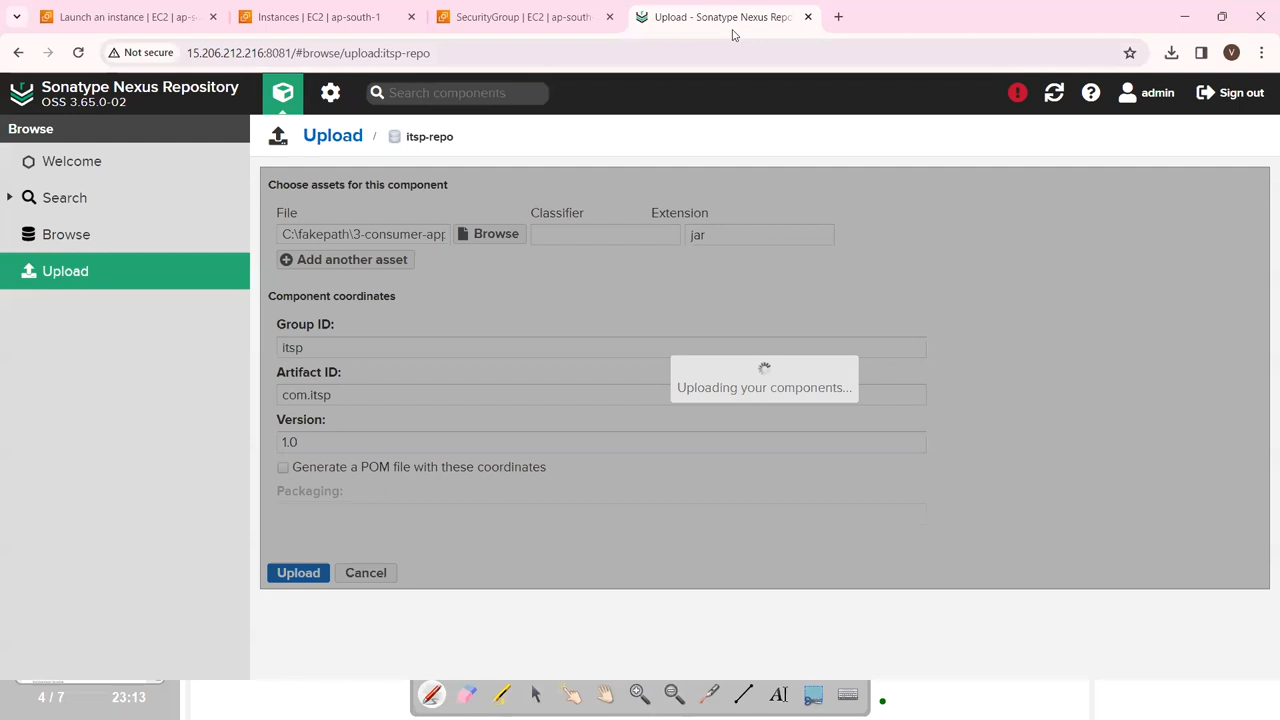 Launch an instance | EC2 | ap-s
Instances | EC2 | ap-south-1
SecurityGroup | EC2 | ap-south-
Upload - Sonatype Nexus Repo
Not secure
15.206.212.216:8081/#browse/upload:itsp-repo
V
Sonatype Nexus Repository
OSS 3.65.0-02
Search components
admin
Sign out
Browse
Upload / itsp-repo
Welcome
Search
Browse
Upload
Choose assets for this component
File Classifier Extension
C:\fakepath\3-consumer-app Browse jar
Add another asset
Component coordinates
Group ID:
itsp
Artifact ID:
com.itsp
Uploading your components...
Version:
1.0
Generate a POM file with these coordinates
Packaging:
Upload Cancel
4 / 7 23:13
AI